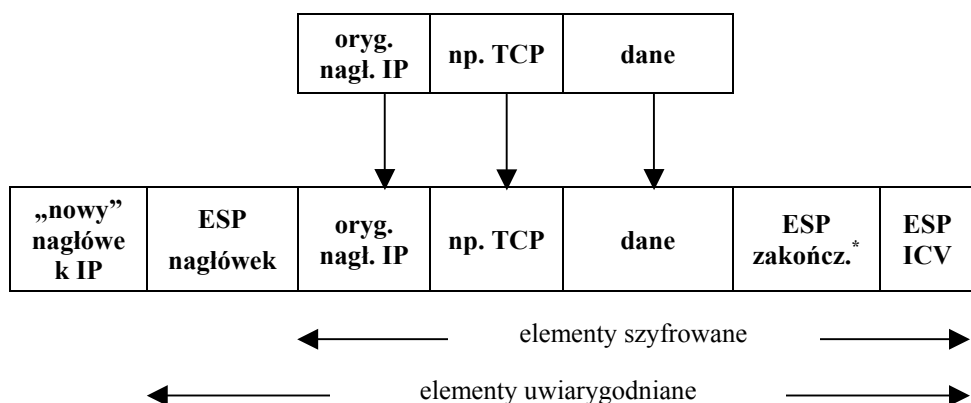 oryg.
nagł. IP
np. TCP
dane
„nowy”
nagłówe
k IP
ESP
nagłówek
oryg.
nagł. IP
np. TCP
dane
ESP
zakończ.*
ESP
ICV
elementy szyfrowane
elementy uwiarygodniane